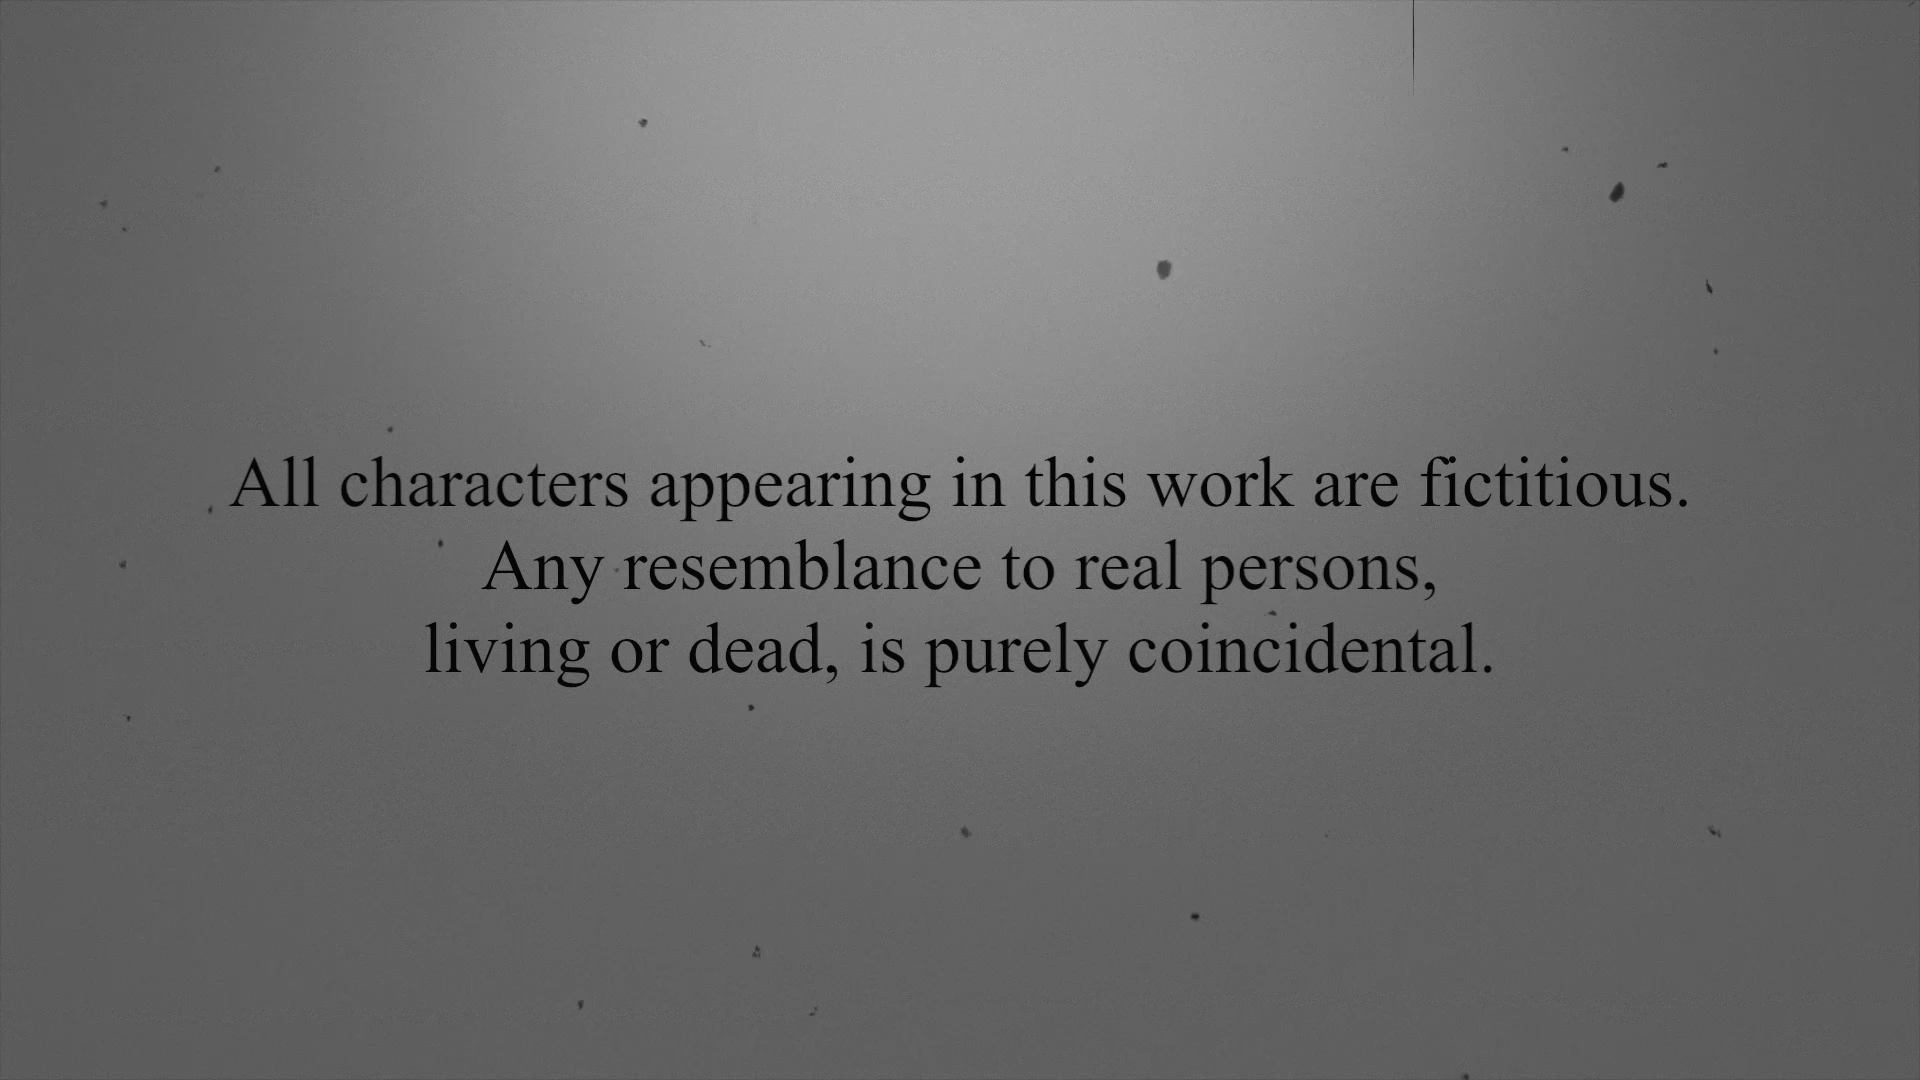 All characters appearing in this work are fictitious.
Any resemblance to real persons,
living or dead, is purely coincidental.